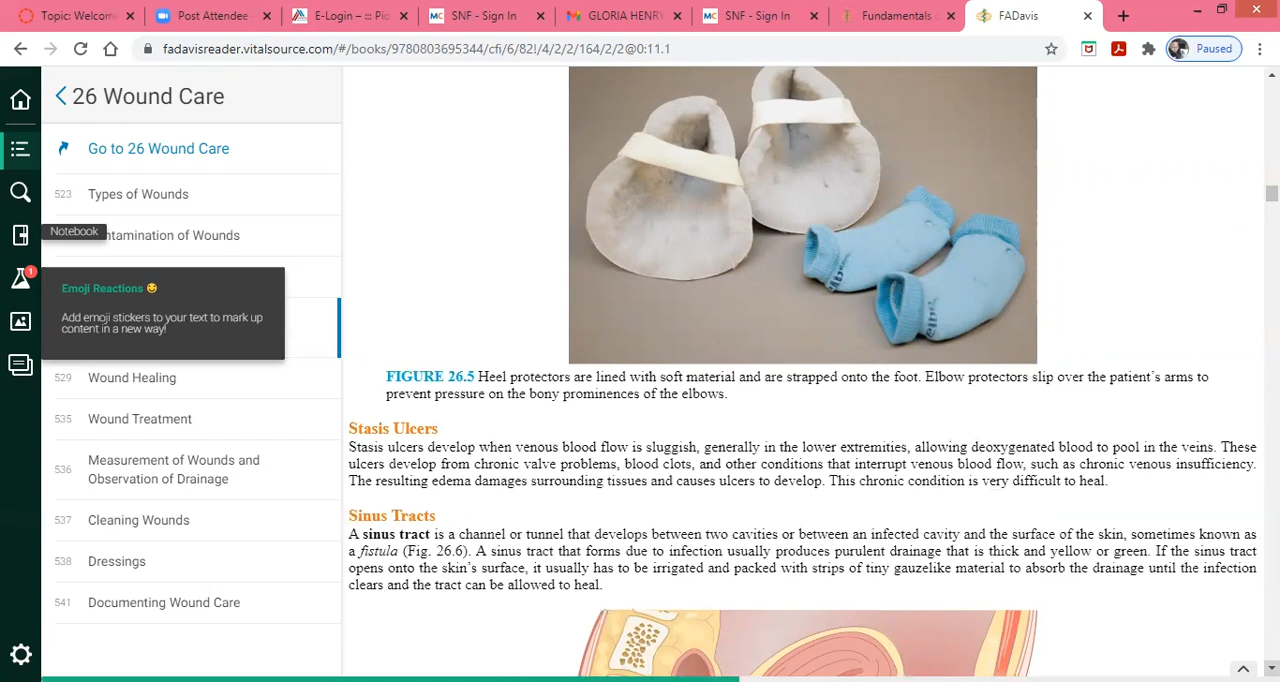 Topic: Welcom
Post Attendee
E-Login – ::: Pic
SNF - Sign In
GLORIA HENRY
SNF - Sign In
Fundamentals
FADavis
fadavisreader.vitalsource.com/#/books/9780803695344/cfi/6/82!/4/2/2/164/2/2@0:11.1
Paused
26 Wound Care
Go to 26 Wound Care
523 Types of Wounds
Notebook
ntamination of Wounds
1
Emoji Reactions 😀
Add emoji stickers to your text to mark up
content in a new way!
529 Wound Healing
535 Wound Treatment
536 Measurement of Wounds and
Observation of Drainage
537 Cleaning Wounds
538 Dressings
541 Documenting Wound Care
FIGURE 26.5 Heel protectors are lined with soft material and are strapped onto the foot. Elbow protectors slip over the patient's arms to
prevent pressure on the bony prominences of the elbows.
Stasis Ulcers
Stasis ulcers develop when venous blood flow is sluggish, generally in the lower extremities, allowing deoxygenated blood to pool in the veins. These
ulcers develop from chronic valve problems, blood clots, and other conditions that interrupt venous blood flow, such as chronic venous insufficiency.
The resulting edema damages surrounding tissues and causes ulcers to develop. This chronic condition is very difficult to heal.
Sinus Tracts
A sinus tract is a channel or tunnel that develops between two cavities or between an infected cavity and the surface of the skin, sometimes known as
a fistula (Fig. 26.6). A sinus tract that forms due to infection usually produces purulent drainage that is thick and yellow or green. If the sinus tract
opens onto the skin's surface, it usually has to be irrigated and packed with strips of tiny gauzelike material to absorb the drainage until the infection
clears and the tract can be allowed to heal.